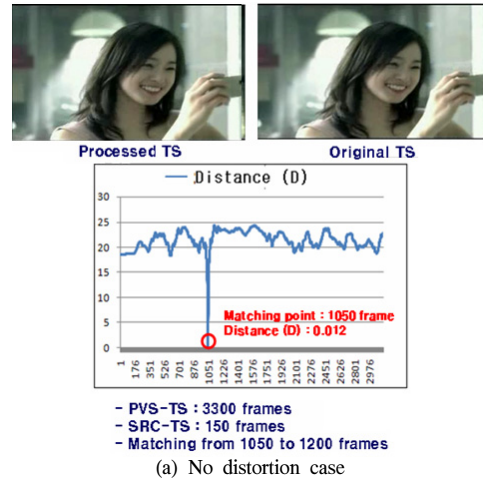 Processed TS
Original TS
Distance (D)
30
25
20
15
10
5
0
Matching point : 1050 frame
Distance (D) : 0.012
1 176 351 526 701 876 1051 1226 1401 1576 1751 1926 2101 2276 2451 2626 2801 2976
- PVS-TS : 3300 frames
- SRC-TS : 150 frames
- Matching from 1050 to 1200 frames
(a) No distortion case